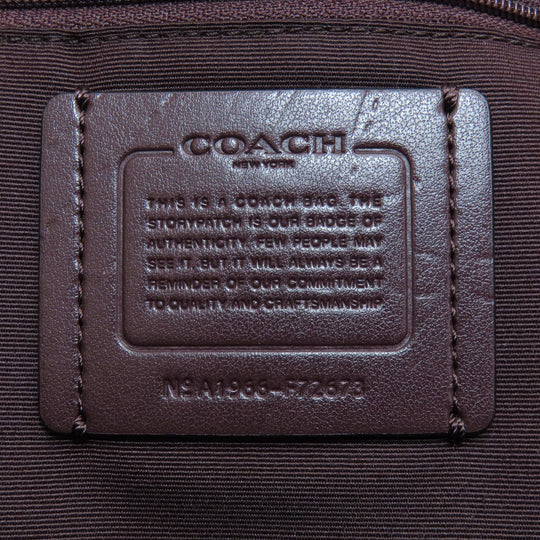 COACH
NEW YORK
THIS IS A COACH BAG. THE
STORYPATCH IS OUR BADGE OF
AUTHENTICITY. FEW PEOPLE MAY
SEE IT, BUT IT WILL ALWAYS BE A
REMINDER OF OUR COMMITMENT
TO QUALITY AND CRAFTSMANSHIP
No A1966-F72673